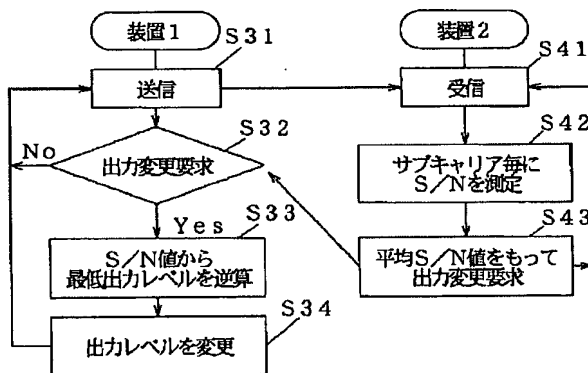 装置1
S31
送信
S32
出力変更要求
No
Yes
S33
S/N値から
最低出力レベルを逆算
S34
出力レベルを変更
装置2
S41
受信
S42
サブキャリア毎に
S/Nを測定
S43
平均S/N値をもって
出力変更要求